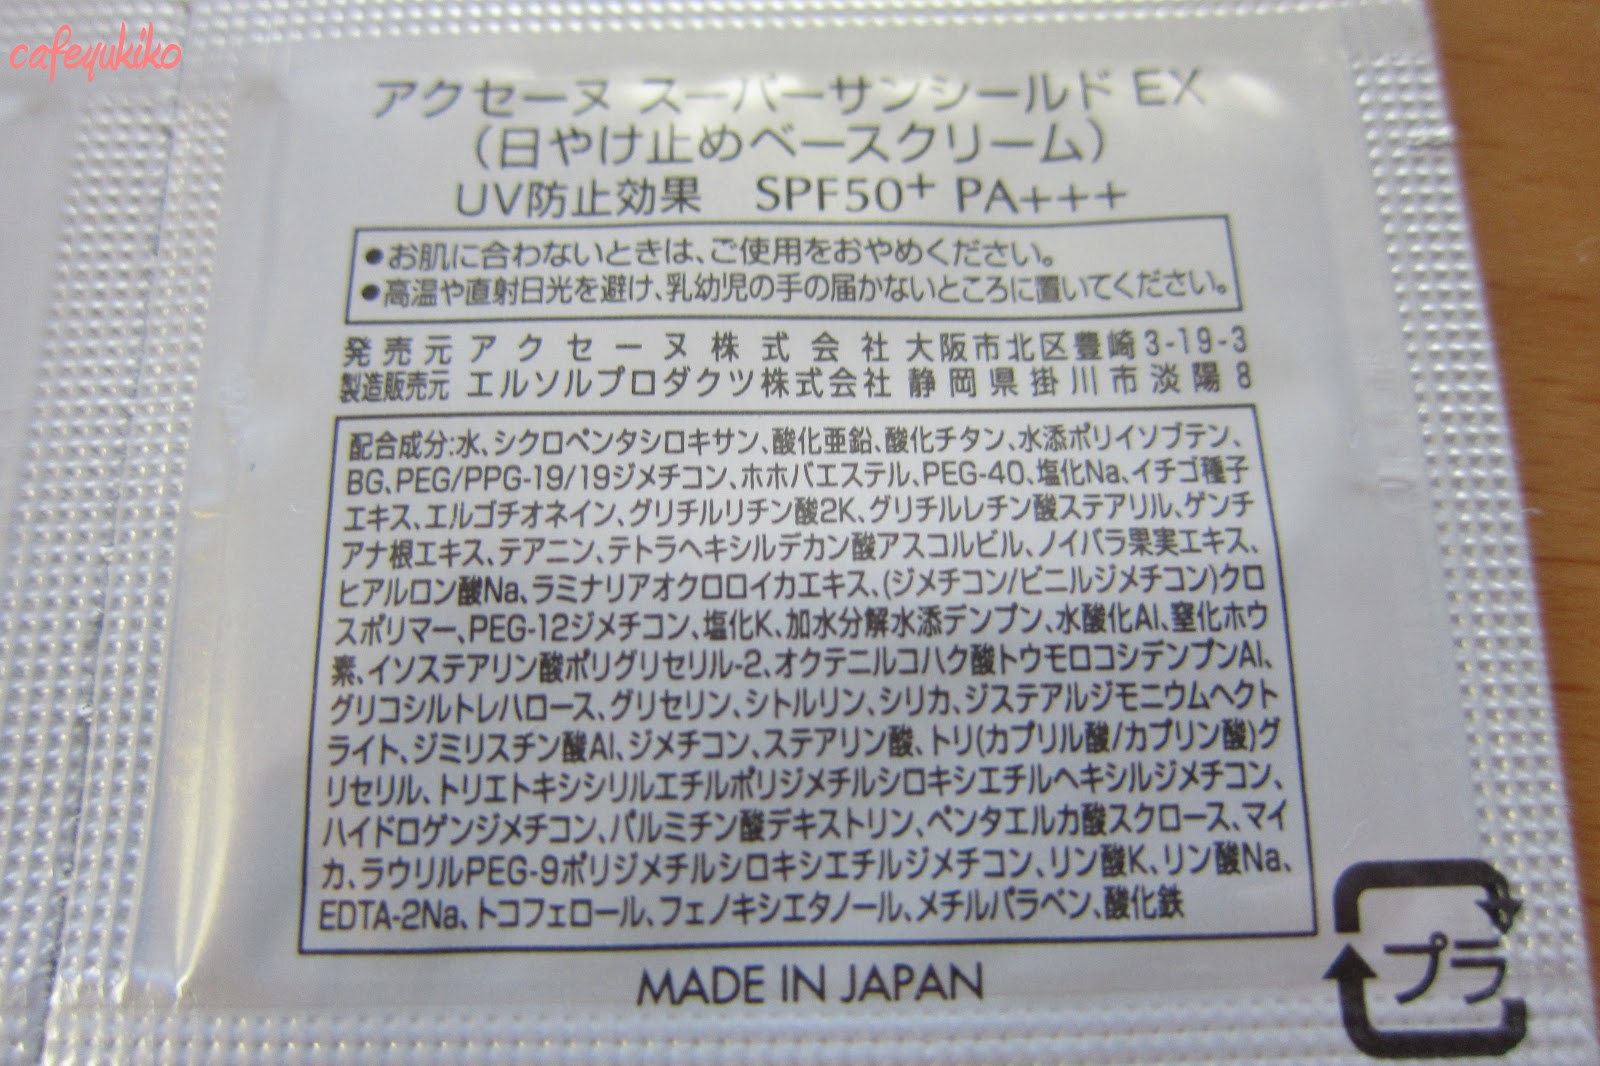 cafeyukiko
アクセーヌ スーパーサンシールド EX
（日やけ止めベースクリーム）
UV防止効果 SPF50+ PA+++
●お肌に合わないときは、ご使用をおやめください。
●高温や直射日光を避け、乳幼児の手の届かないところに置いてください。
発売元 アクセーヌ株式会社 大阪市北区豊崎3-19-3
製造販売元 エルソルプロダクツ株式会社 静岡県掛川市淡陽8
配合成分:水、シクロペンタシロキサン、酸化亜鉛、酸化チタン、水添ポリイソブテン、
BG、PEG/PPG-19/19ジメチコン、ホホバエステル、PEG-40、塩化Na、イチゴ種子
エキス、エルゴチオネイン、グリチルリチン酸2K、グリチルレチン酸ステアリル、ゲンチ
アナ根エキス、テアニン、テトラヘキシルデカン酸アスコルビル、ノイバラ果実エキス、
ヒアルロン酸Na、ラミナリアオクロロイカエキス、(ジメチコン/ビニルジメチコン)クロ
スポリマー、PEG-12ジメチコン、塩化K、加水分解水添デンプン、水酸化Al、窒化ホウ
素、イソステアリン酸ポリグリセリル-2、オクテニルコハク酸トウモロコシデンプンAl、
グリコシルトレハロース、グリセリン、シトルリン、シリカ、ジステアルジモニウムヘクト
ライト、ジミリスチン酸Al、ジメチコン、ステアリン酸、トリ(カプリル酸/カプリン酸)グ
リセリル、トリエトキシシリルエチルポリジメチルシロキシエチルヘキシルジメチコン、
ハイドロゲンジメチコン、パルミチン酸デキストリン、ペンタエルカ酸スクロース、マイ
カ、ラウリルPEG-9ポリジメチルシロキシエチルジメチコン、リン酸K、リン酸Na、
EDTA-2Na、トコフェロール、フェノキシエタノール、メチルパラベン、酸化鉄
MADE IN JAPAN
プラ